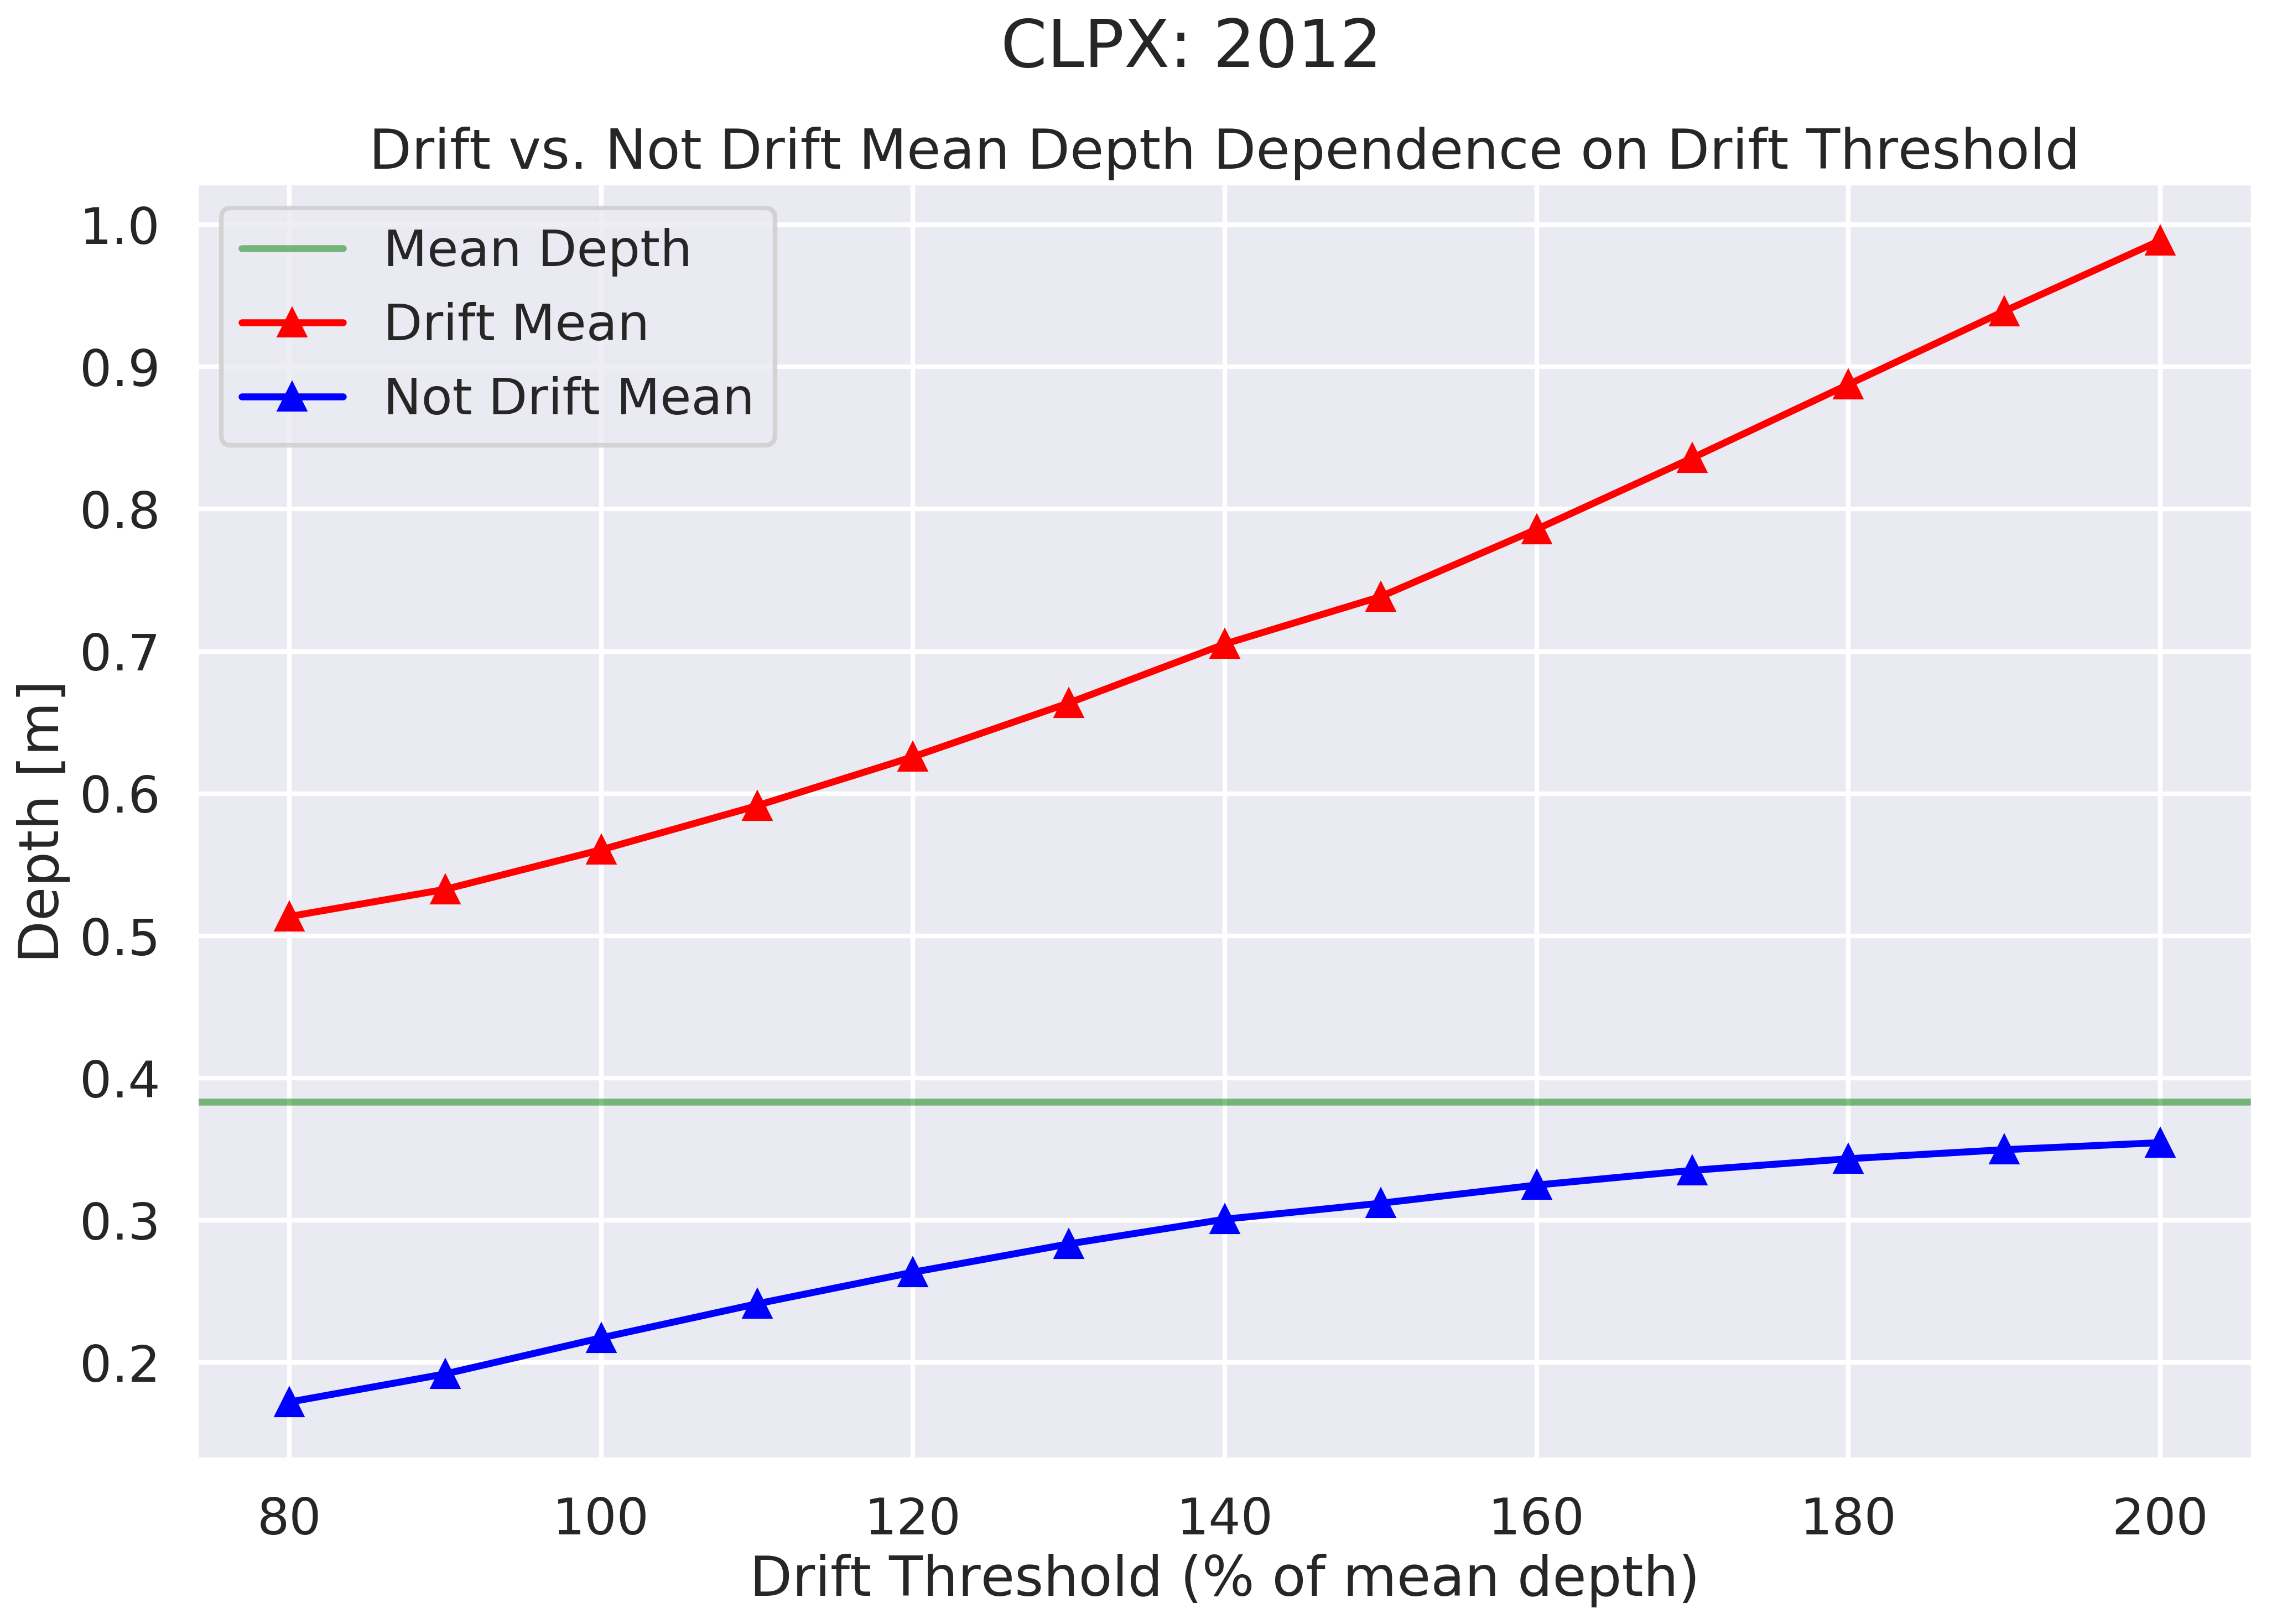 CLPX: 2012
Drift vs. Not Drift Mean Depth Dependence on Drift Threshold
Mean Depth
Drift Mean
Not Drift Mean
1.0
0.9
0.8
0.7
0.6
0.5
0.4
0.3
0.2
Depth [m]
80 100 120 140 160 180 200
Drift Threshold (% of mean depth)